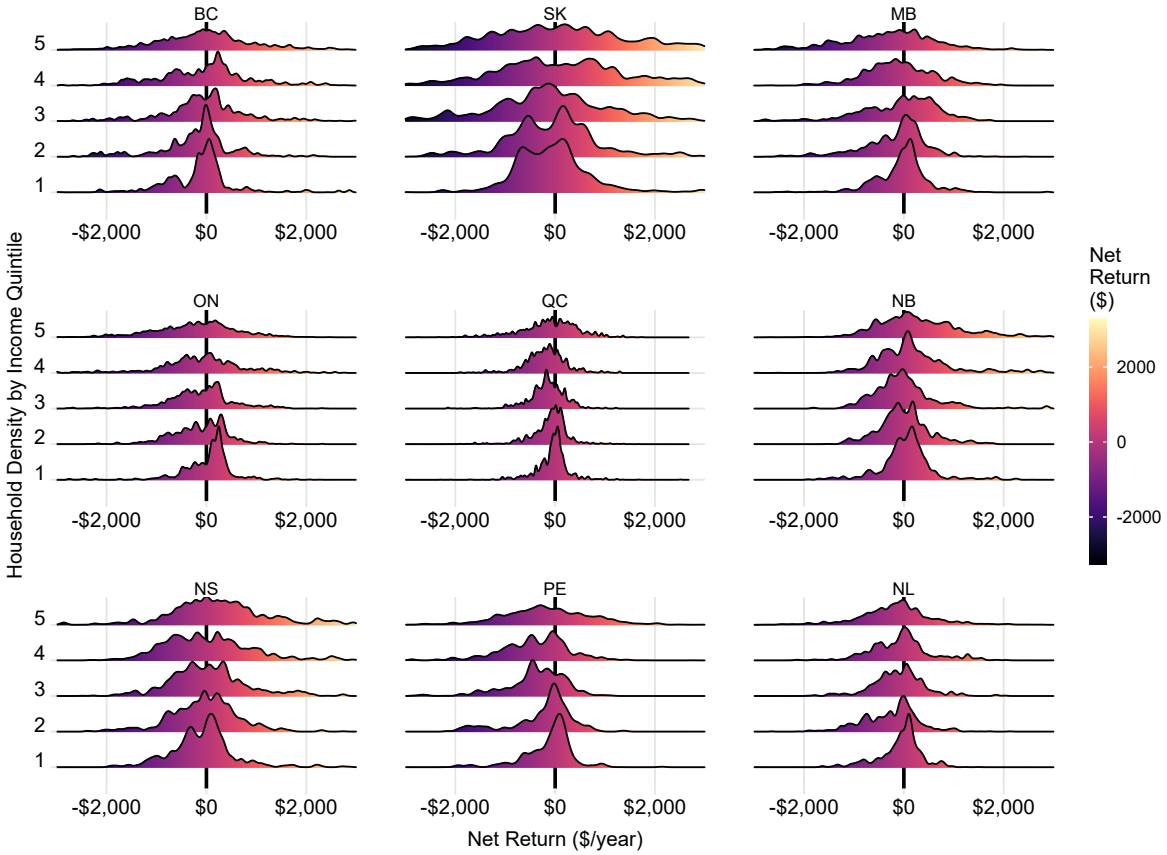 BC SK MB
5
4
3
2
1
-$2,000 $0 $2,000 -$2,000 $0 $2,000 -$2,000 $0 $2,000
Household Density by Income Quintile
ON QC NB
5
4
3
2
1
-$2,000 $0 $2,000 -$2,000 $0 $2,000 -$2,000 $0 $2,000
NS PE NL
5
4
3
2
1
-$2,000 $0 $2,000 -$2,000 $0 $2,000 -$2,000 $0 $2,000
Net Return ($/year)
Net
Return
($)
2000
0
-2000